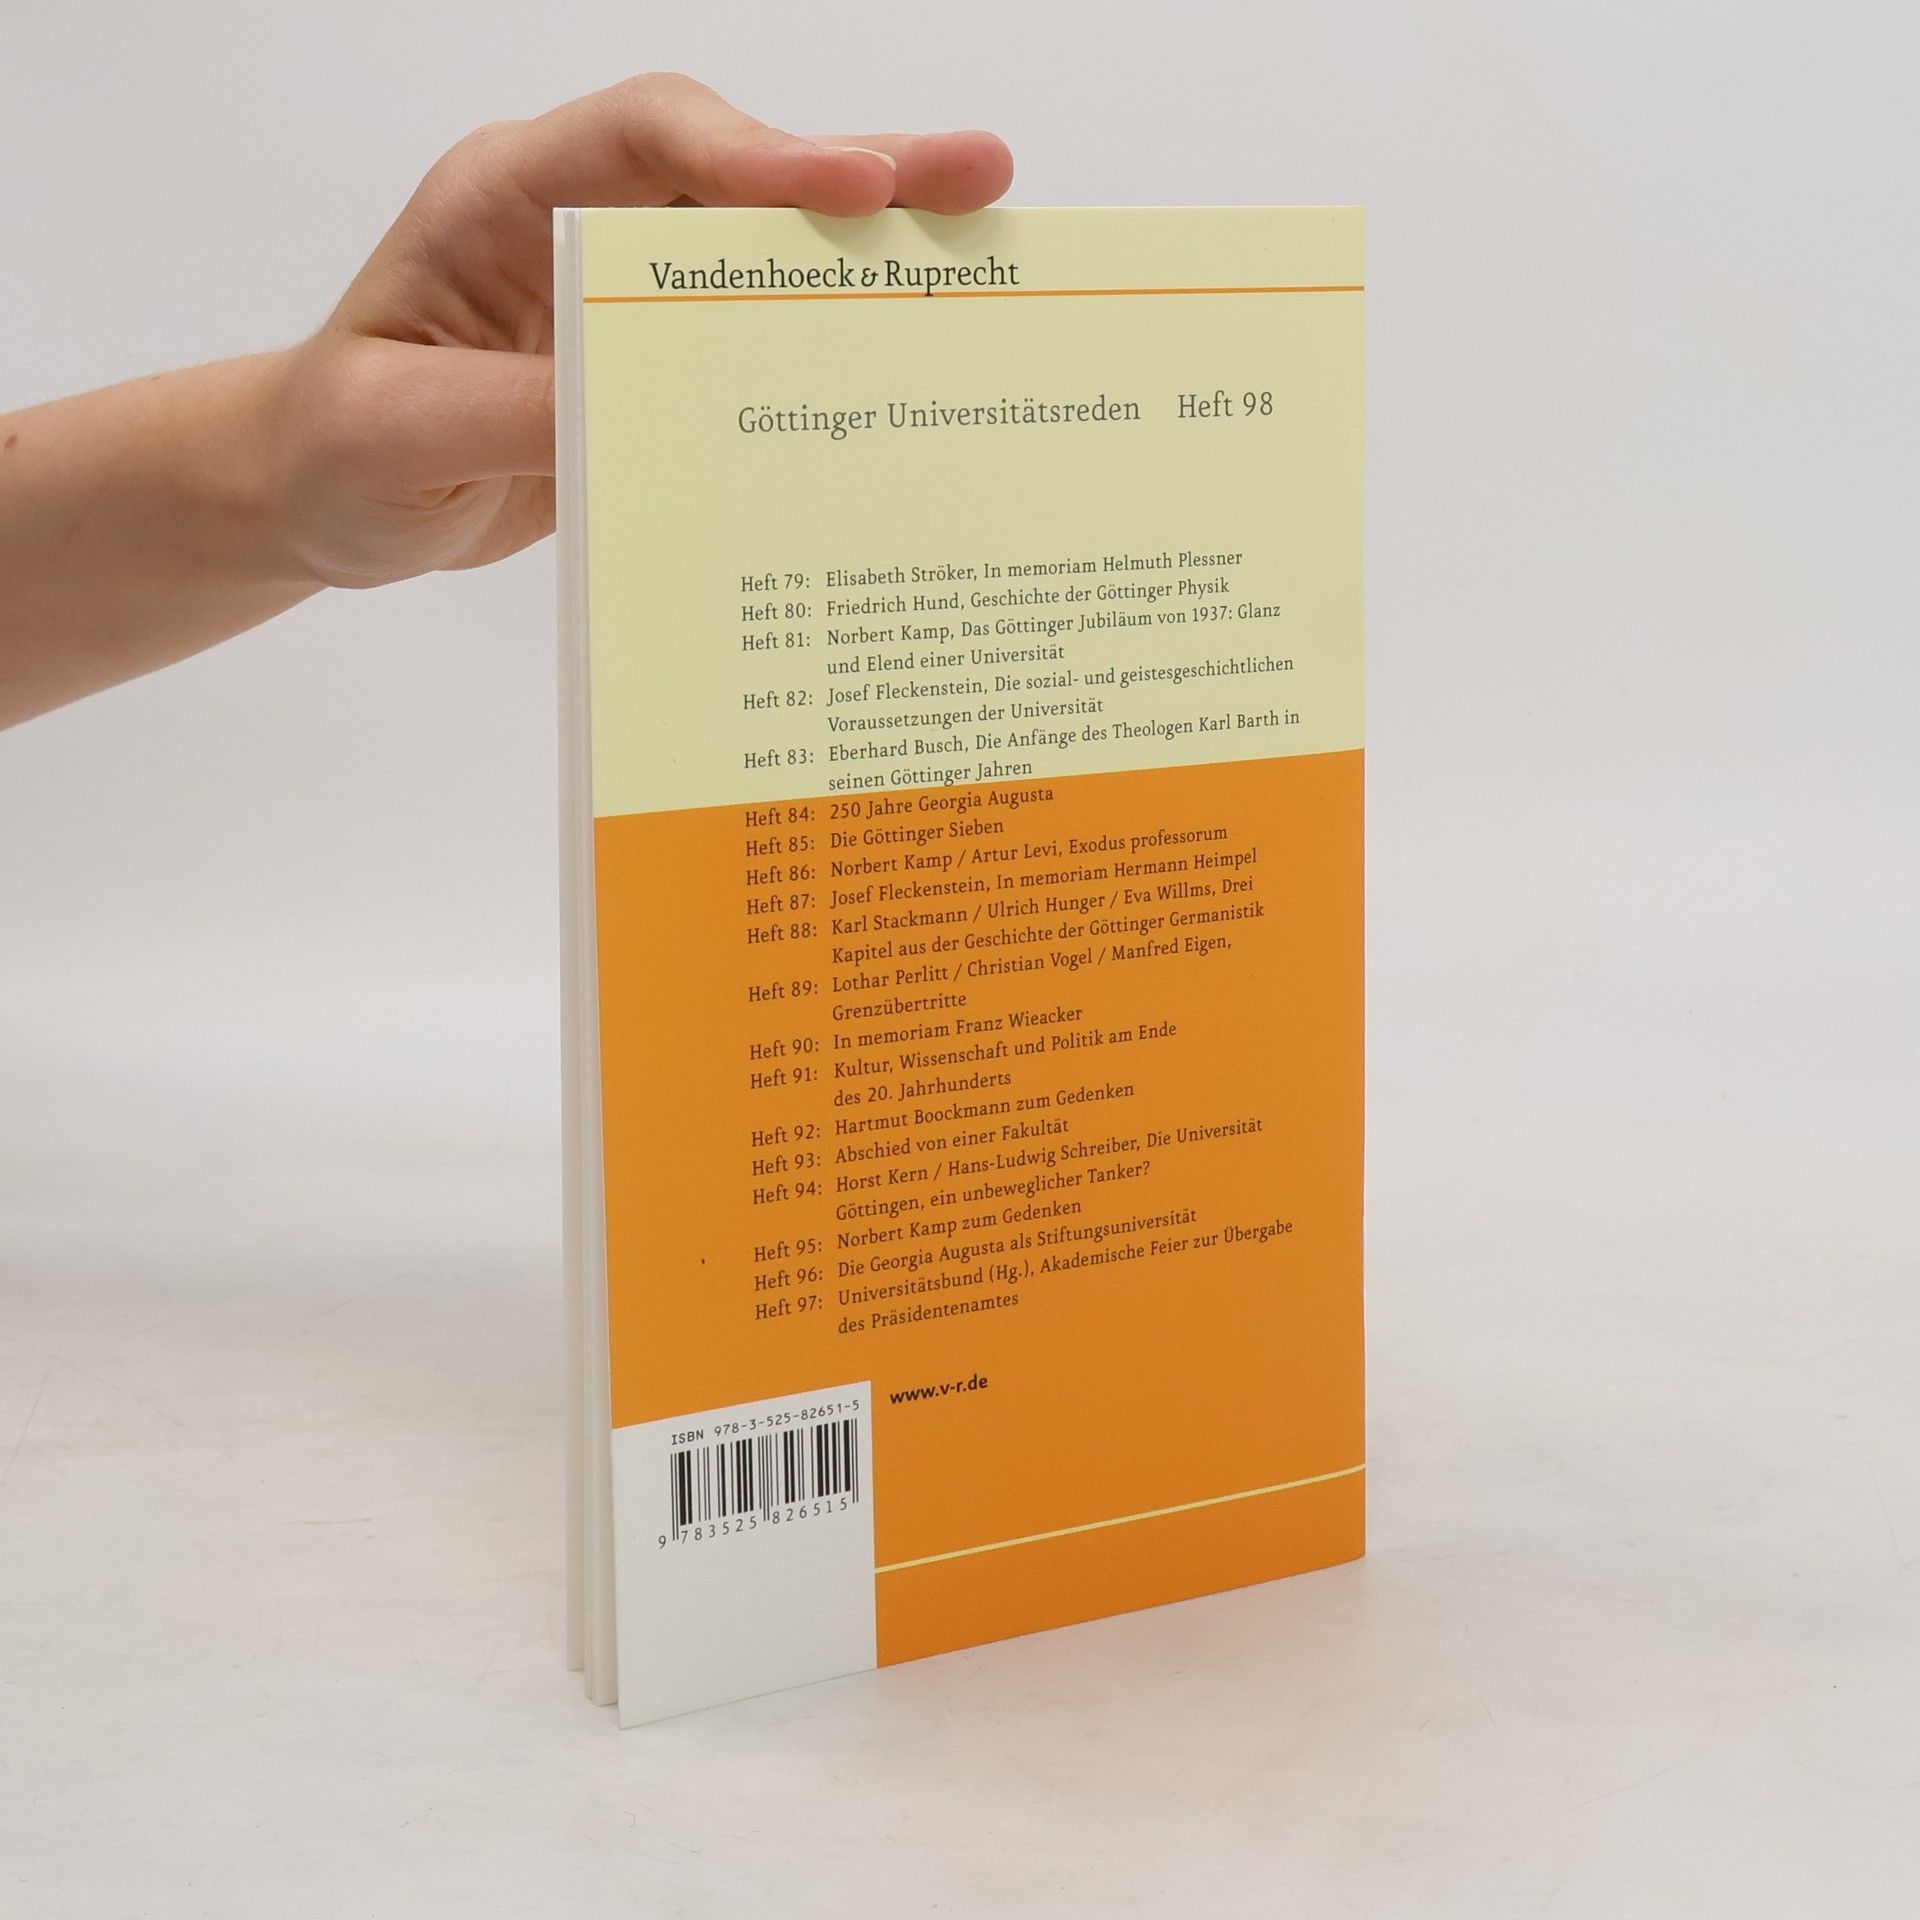 Vandenhoeck & Ruprecht
Göttinger Universitätsreden Heft 98
Heft 79: Elisabeth Ströker, In memoriam Helmuth Plessner
Heft 80: Friedrich Hund, Geschichte der Göttinger Physik
Heft 81: Norbert Kamp, Das Göttinger Jubiläum von 1937: Glanz
und Elend einer Universität
Heft 82: Josef Fleckenstein, Die sozial- und geistesgeschichtlichen
Voraussetzungen der Universität
Heft 83: Eberhard Busch, Die Anfänge des Theologen Karl Barth in
seinen Göttinger Jahren
Heft 84: 250 Jahre Georgia Augusta
Heft 85: Die Göttinger Sieben
Heft 86: Norbert Kamp / Artur Levi, Exodus professorum
Heft 87: Josef Fleckenstein, In memoriam Hermann Heimpel
Heft 88: Karl Stackmann / Ulrich Hunger / Eva Willms, Drei
Kapitel aus der Geschichte der Göttinger Germanistik
Heft 89: Lothar Perlitt / Christian Vogel / Manfred Eigen,
Grenzübertritte
Heft 90: In memoriam Franz Wieacker
Heft 91: Kultur, Wissenschaft und Politik am Ende
des 20. Jahrhunderts
Heft 92: Hartmut Boockmann zum Gedenken
Heft 93: Abschied von einer Fakultät
Heft 94: Horst Kern / Hans-Ludwig Schreiber, Die Universität
Göttingen, ein unbeweglicher Tanker?
Heft 95: Norbert Kamp zum Gedenken
Heft 96: Die Georgia Augusta als Stiftungsuniversität
Heft 97: Universitätsbund (Hg.), Akademische Feier zur Übergabe
des Präsidentenamtes
www.v-r.de
ISBN 978-3-525-82651-5
9 783525 826515